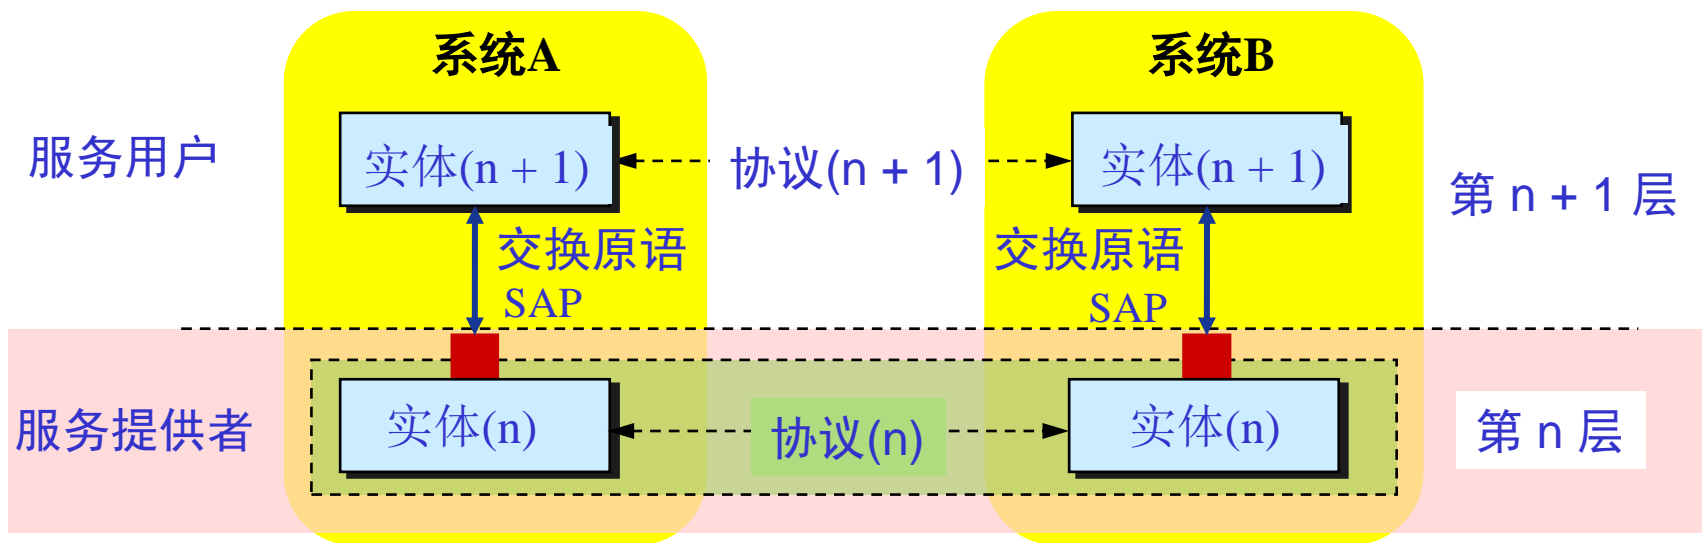 系统A
系统B
服务用户
实体(n + 1)
协议(n + 1)
实体(n + 1)
第 n + 1 层
交换原语
SAP
交换原语
SAP
服务提供者
实体(n)
协议(n)
实体(n)
第 n 层